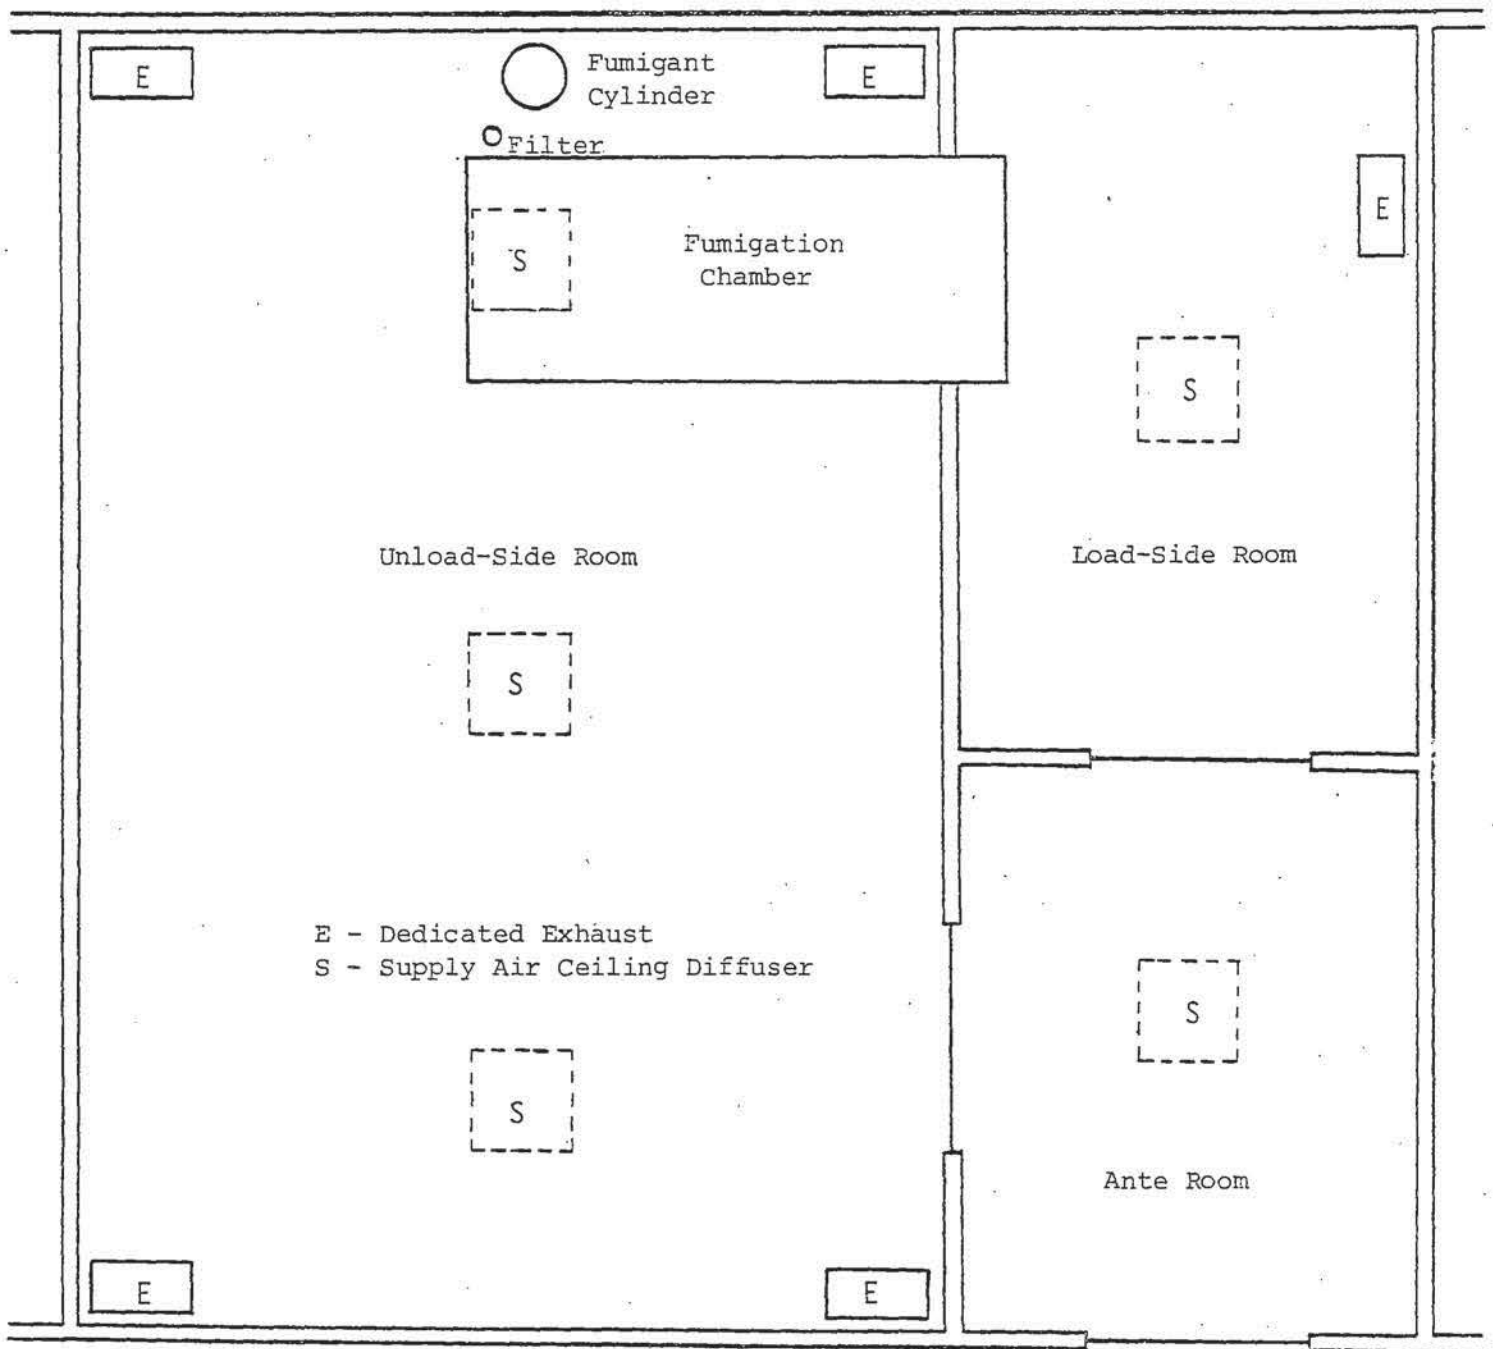 E
Fumigant
Cylinder
E
Filter
E
S
Fumigation
Chamber
S
Unload-Side Room
Load-Side Room
S
E - Dedicated Exhaust
S - Supply Air Ceiling Diffuser
S
S
Ante Room
E
E